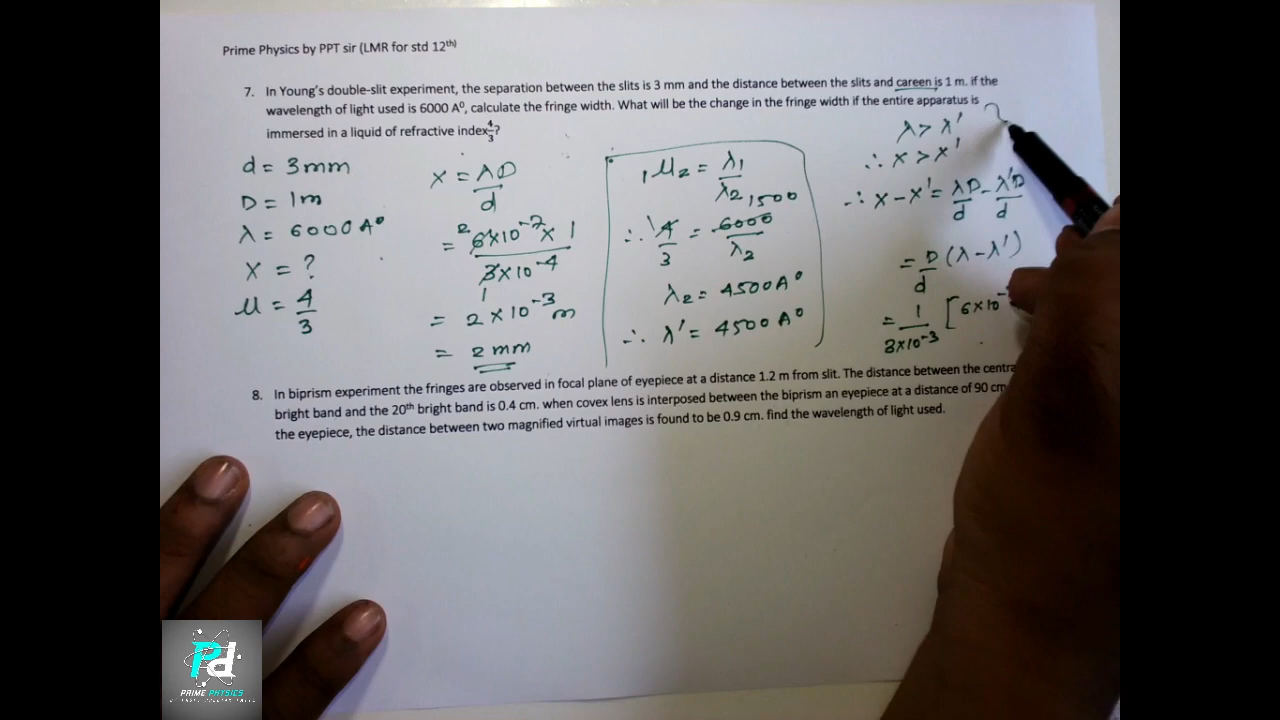 Prime Physics by PPT sir (LMR for std 12th)
7. In Young's double-slit experiment, the separation between the slits is 3 mm and the distance between the slits and careen is 1 m. if the
wavelength of light used is 6000 A⁰, calculate the fringe width. What will be the change in the fringe width if the entire apparatus is
immersed in a liquid of refractive index 4/3?
d = 3mm
D = 1m
λ = 6000 A⁰
X = ?
μ = 4/3
X = λD/d
= 6×10⁻⁷ × 1 / 3×10⁻⁴
2
1
= 2 × 10⁻³ m
= 2 mm
₁μ₂ = λ₁/λ₂
1500
∴ 4/3 = 6000/λ₂
1
λ₂ = 4500 A⁰
∴ λ' = 4500 A⁰
λ > λ'
∴ X > X'
∴ X - X' = λD/d - λ'D/d
= D/d (λ - λ')
= 1/3×10⁻³ [6×10⁻
8. In biprism experiment the fringes are observed in focal plane of eyepiece at a distance 1.2 m from slit. The distance between the centra
bright band and the 20th bright band is 0.4 cm. when covex lens is interposed between the biprism an eyepiece at a distance of 90 cm
the eyepiece, the distance between two magnified virtual images is found to be 0.9 cm. find the wavelength of light used.
Pd
PRIME PHYSICS